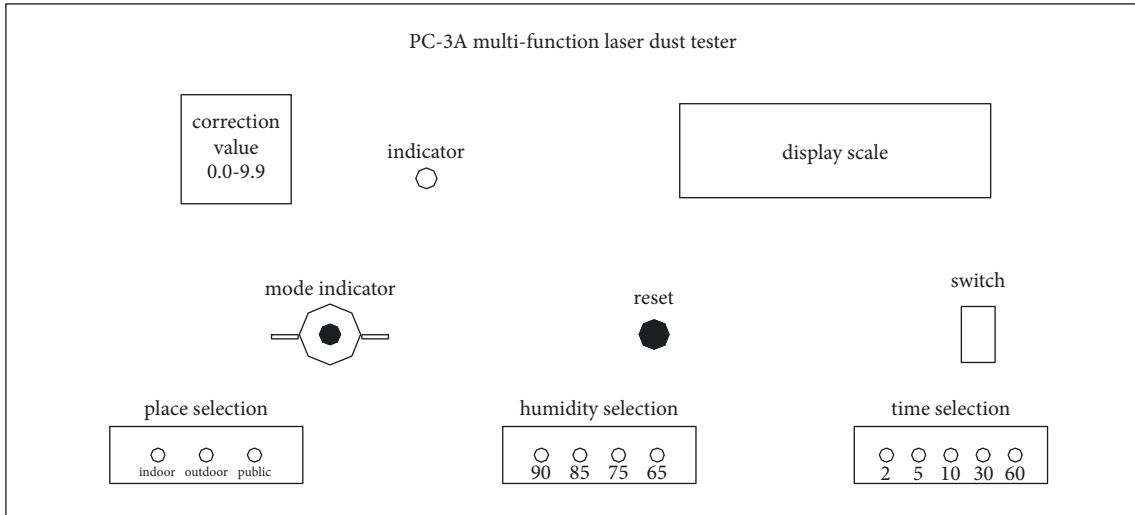 PC-3A multi-function laser dust tester
correction
value
0.0-9.9
indicator
display scale
mode indicator
reset
switch
place selection
indoor outdoor public
humidity selection
90 85 75 65
time selection
2 5 10 30 60